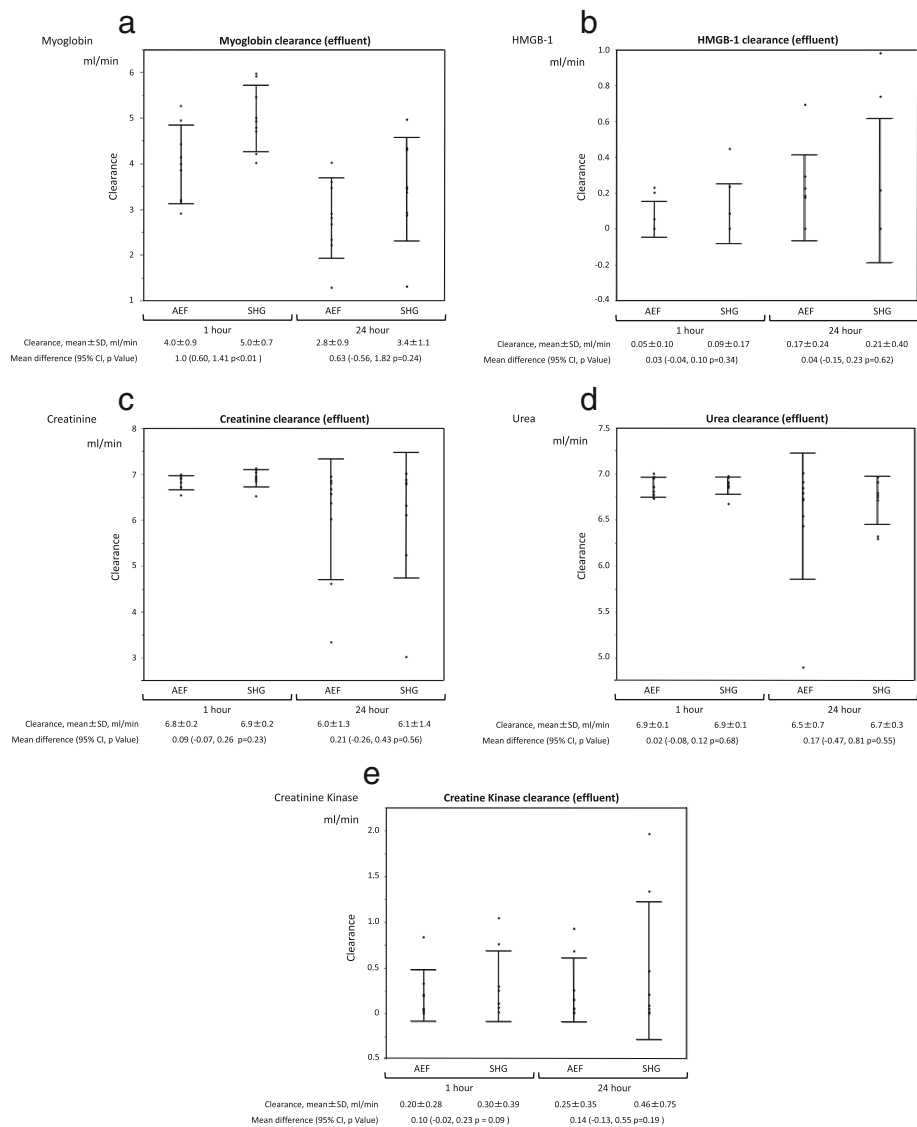 a
Myoglobin
Myoglobin clearance (effluent)
ml/min
6
5
4
3
2
1
Clearance
AEF
SHG
AEF
SHG
1 hour
24 hour
Clearance, mean±SD, ml/min
4.0±0.9
5.0±0.7
2.8±0.9
3.4±1.1
Mean difference (95% CI, p Value)
1.0 (0.60, 1.41 p<0.01 )
0.63 (-0.56, 1.82 p=0.24)
b
HMGB-1
HMGB-1 clearance (effluent)
ml/min
1.0
0.8
0.6
0.4
0.2
0
-0.2
-0.4
Clearance
AEF
SHG
AEF
SHG
1 hour
24 hour
0.05±0.10
0.09±0.17
0.17±0.24
0.21±0.40
0.03 (-0.04, 0.10 p=0.34)
0.04 (-0.15, 0.23 p=0.62)
c
Creatinine
Creatinine clearance (effluent)
ml/min
8
7
6
5
4
3
Clearance
AEF
SHG
AEF
SHG
1 hour
24 hour
Clearance, mean±SD, ml/min
6.8±0.2
6.9±0.2
6.0±1.3
6.1±1.4
Mean difference (95% CI, p Value)
0.09 (-0.07, 0.26 p=0.23)
0.21 (-0.26, 0.43 p=0.56)
d
Urea
Urea clearance (effluent)
ml/min
7.5
7.0
6.5
6.0
5.5
5.0
Clearance
AEF
SHG
AEF
SHG
1 hour
24 hour
Clearance, mean±SD, ml/min
6.9±0.1
6.9±0.1
6.5±0.7
6.7±0.3
Mean difference (95% CI, p Value)
0.02 (-0.08, 0.12 p=0.68)
0.17 (-0.47, 0.81 p=0.55)
e
Creatinine Kinase
Creatine Kinase clearance (effluent)
ml/min
2.0
1.5
1.0
0.5
0
0.5
Clearance
AEF
SHG
AEF
SHG
1 hour
24 hour
Clearance, mean±SD, ml/min
0.20±0.28
0.30±0.39
0.25±0.35
0.46±0.75
Mean difference (95% CI, p Value)
0.10 (-0.02, 0.23 p = 0.09 )
0.14 (-0.13, 0.55 p=0.19 )